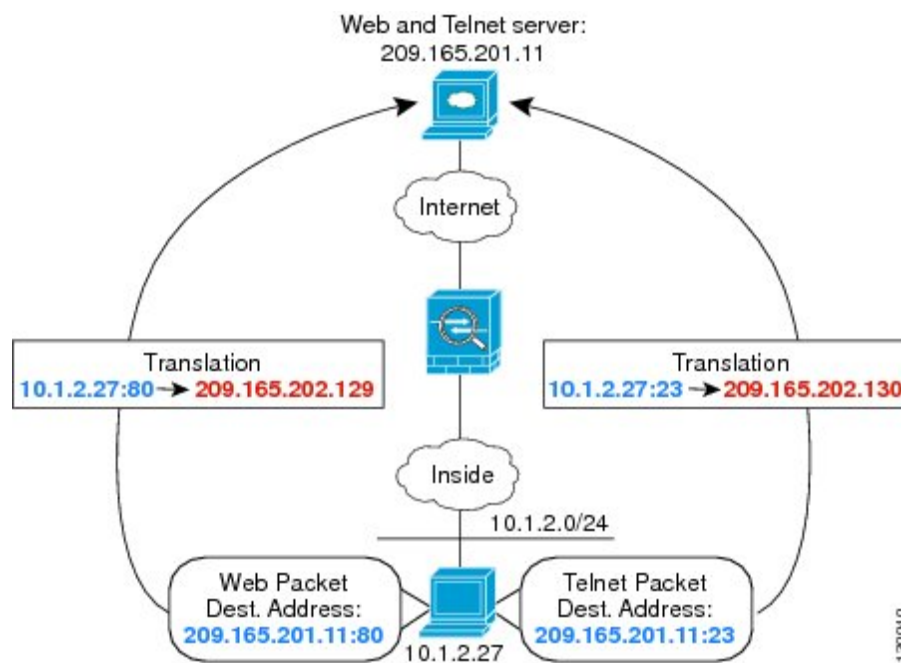 Web and Telnet server:
209.165.201.11
Internet
Translation
10.1.2.27:80 209.165.202.129
Translation
10.1.2.27:23 209.165.202.130
Inside
10.1.2.0/24
Web Packet
Dest. Address:
209.165.201.11:80
Telnet Packet
Dest. Address:
209.165.201.11:23
10.1.2.27